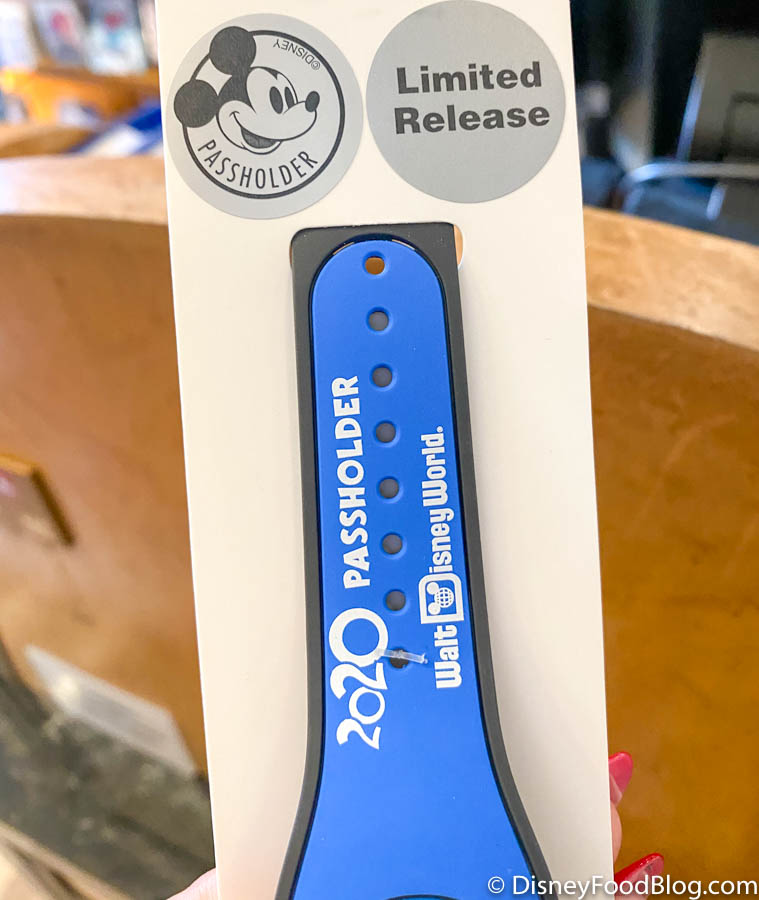 ©DISNEY
PASSHOLDER
Limited
Release
2020 PASSHOLDER
Walt Disney World.
© DisneyFoodBlog.com